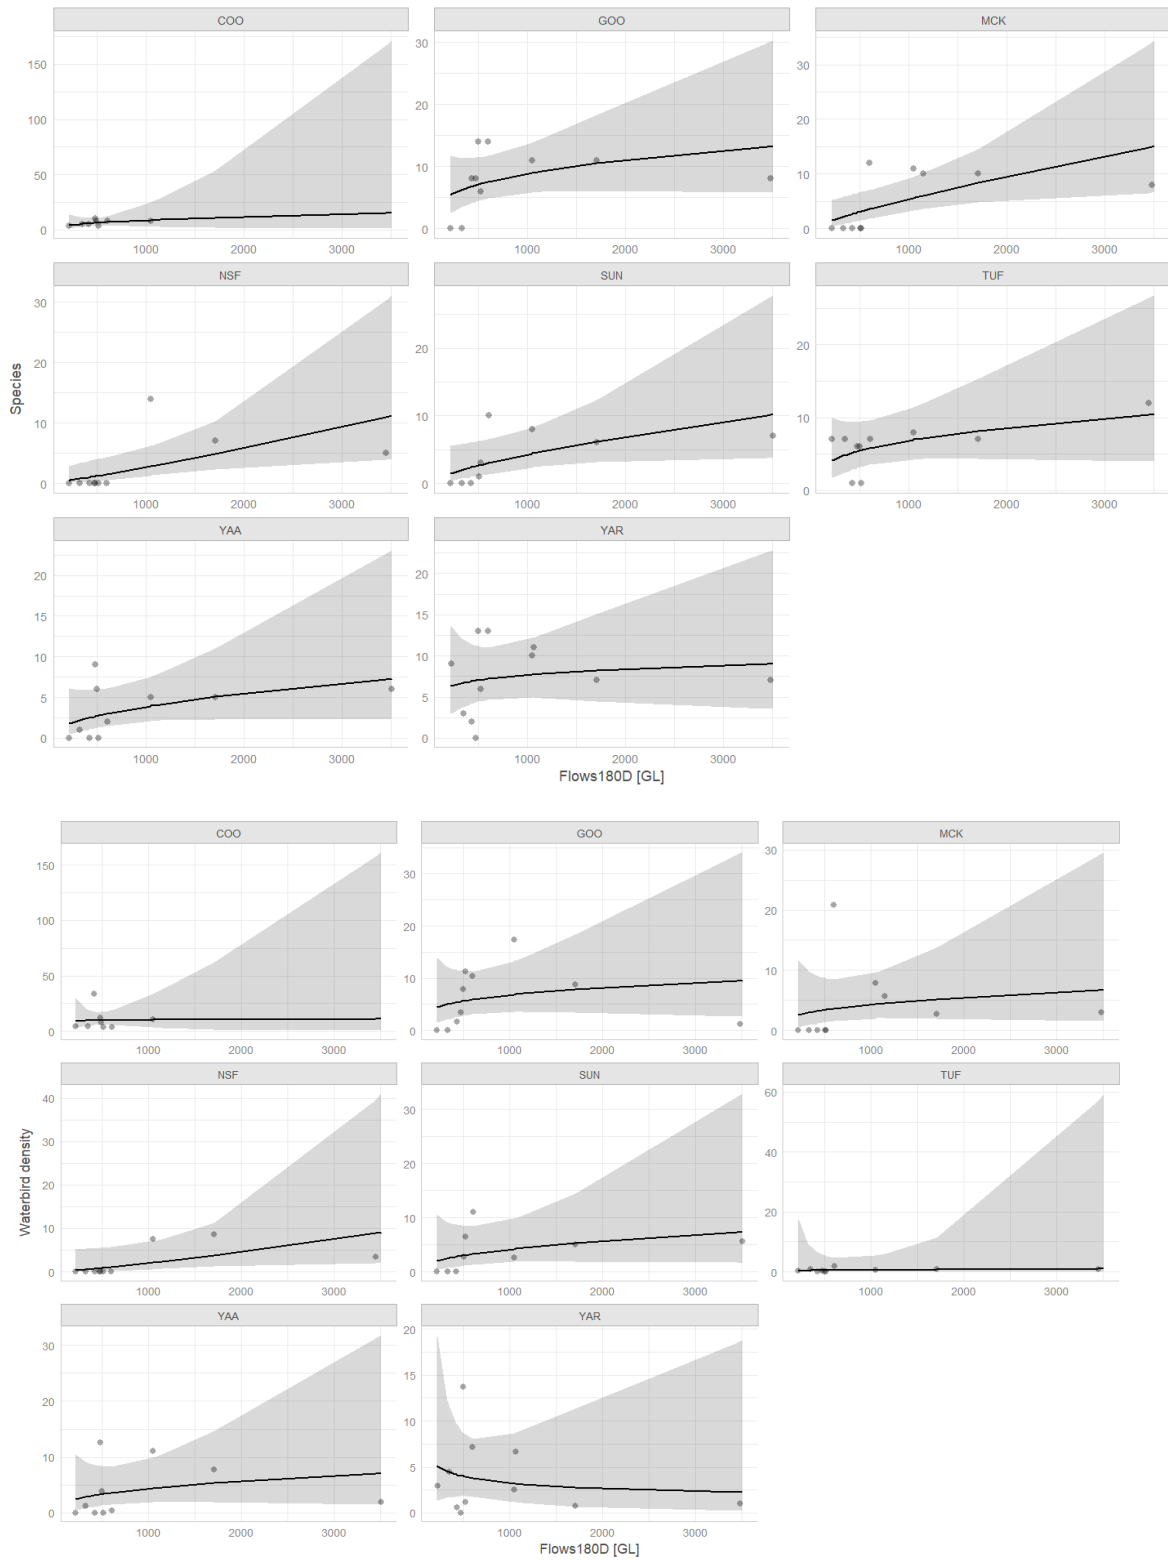 COO GOO MCK
150 100 50 0
30 20 10 0
30 20 10 0
1000 2000 3000 1000 2000 3000 1000 2000 3000
NSF SUN TUF
Species
30 20 10 0
30 20 10 0
20 10 0
1000 2000 3000 1000 2000 3000 1000 2000 3000
YAA YAR
20 15 10 5 0
20 15 10 5 0
1000 2000 3000 1000 2000 3000
Flows180D [GL]
COO GOO MCK
150 100 50 0
30 20 10 0
30 20 10 0
1000 2000 3000 1000 2000 3000 1000 2000 3000
NSF SUN TUF
Waterbird density
40 30 20 10 0
30 20 10 0
60 40 20 0
1000 2000 3000 1000 2000 3000 1000 2000 3000
YAA YAR
30 20 10 0
20 15 10 5 0
1000 2000 3000 1000 2000 3000
Flows180D [GL]